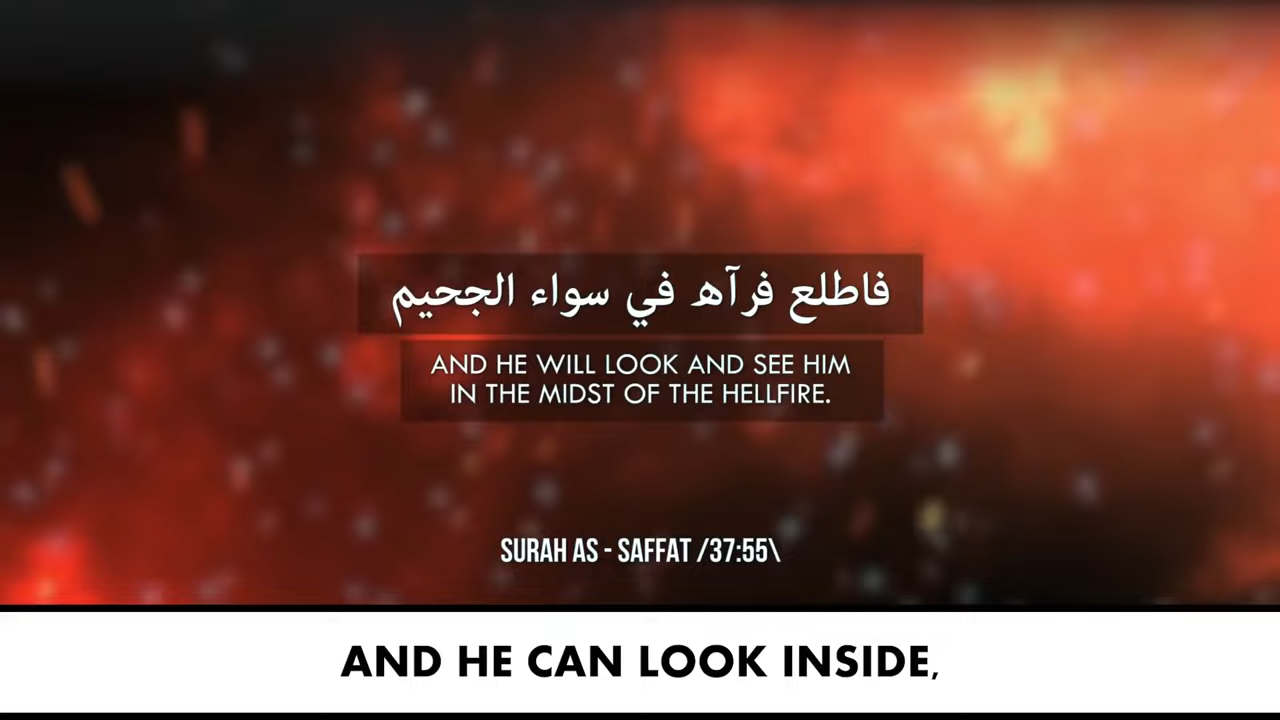 فاطلع فرآه في سواء الجحيم
AND HE WILL LOOK AND SEE HIM
IN THE MIDST OF THE HELLFIRE.
SURAH AS - SAFFAT /37:55\
AND HE CAN LOOK INSIDE,